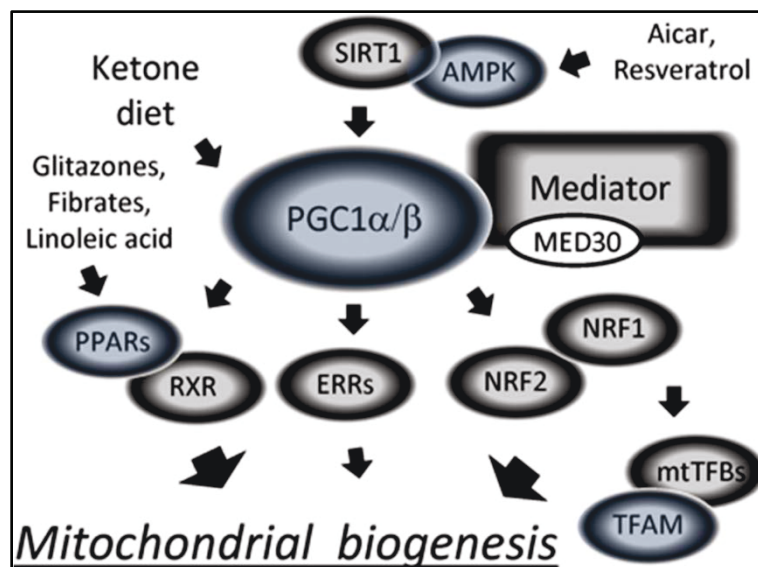 SIRT1
AMPK
Aicar,
Resveratrol
Ketone
diet
Glitazones,
Fibrates,
Linoleic acid
PGC1α/β
Mediator
MED30
PPARs
RXR
ERRs
NRF2
NRF1
mtTFBs
TFAM
Mitochondrial biogenesis